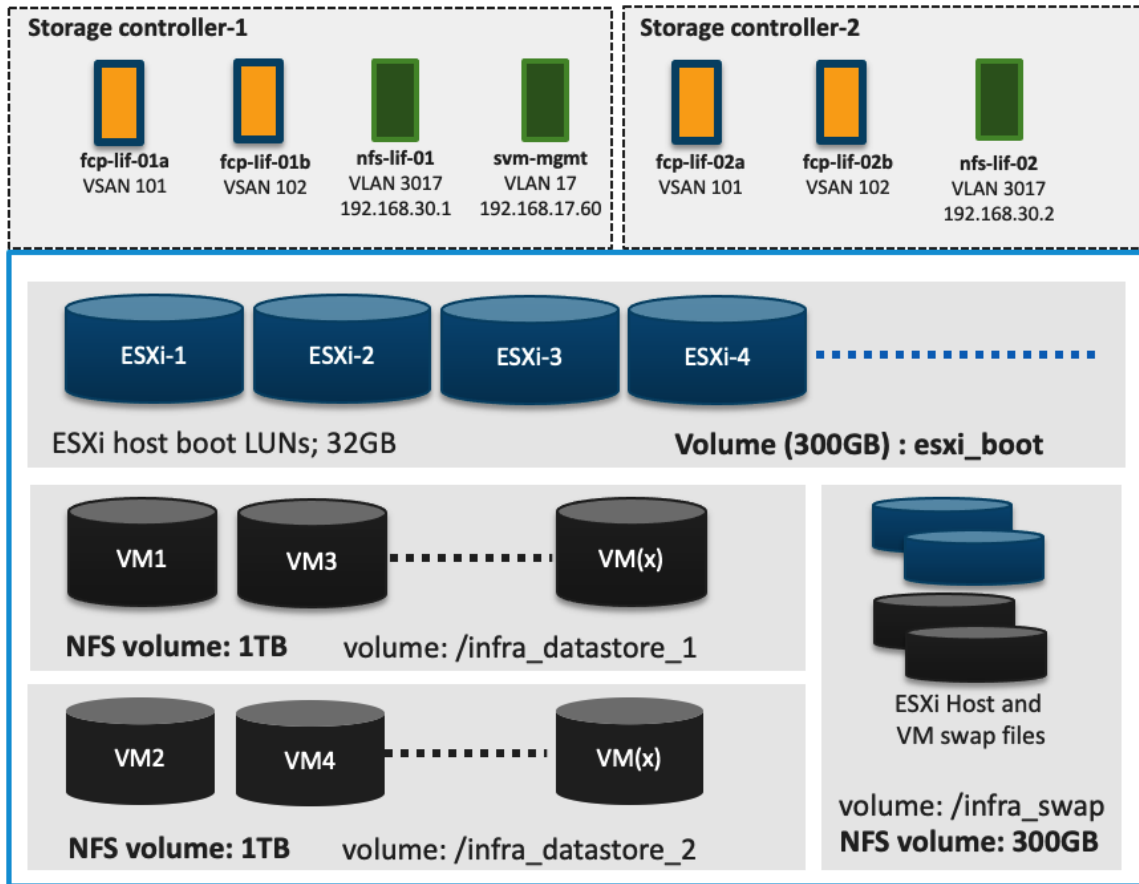 Storage controller-1
fcp-lif-01a
VSAN 101
fcp-lif-01b
VSAN 102
nfs-lif-01
VLAN 3017
192.168.30.1
svm-mgmt
VLAN 17
192.168.17.60
Storage controller-2
fcp-lif-02a
VSAN 101
fcp-lif-02b
VSAN 102
nfs-lif-02
VLAN 3017
192.168.30.2
ESXi-1
ESXi-2
ESXi-3
ESXi-4
ESXi host boot LUNs; 32GB
Volume (300GB) : esxi_boot
VM1
VM3
VM(x)
NFS volume: 1TB
volume: /infra_datastore_1
VM2
VM4
VM(x)
NFS volume: 1TB
volume: /infra_datastore_2
ESXi Host and
VM swap files
volume: /infra_swap
NFS volume: 300GB